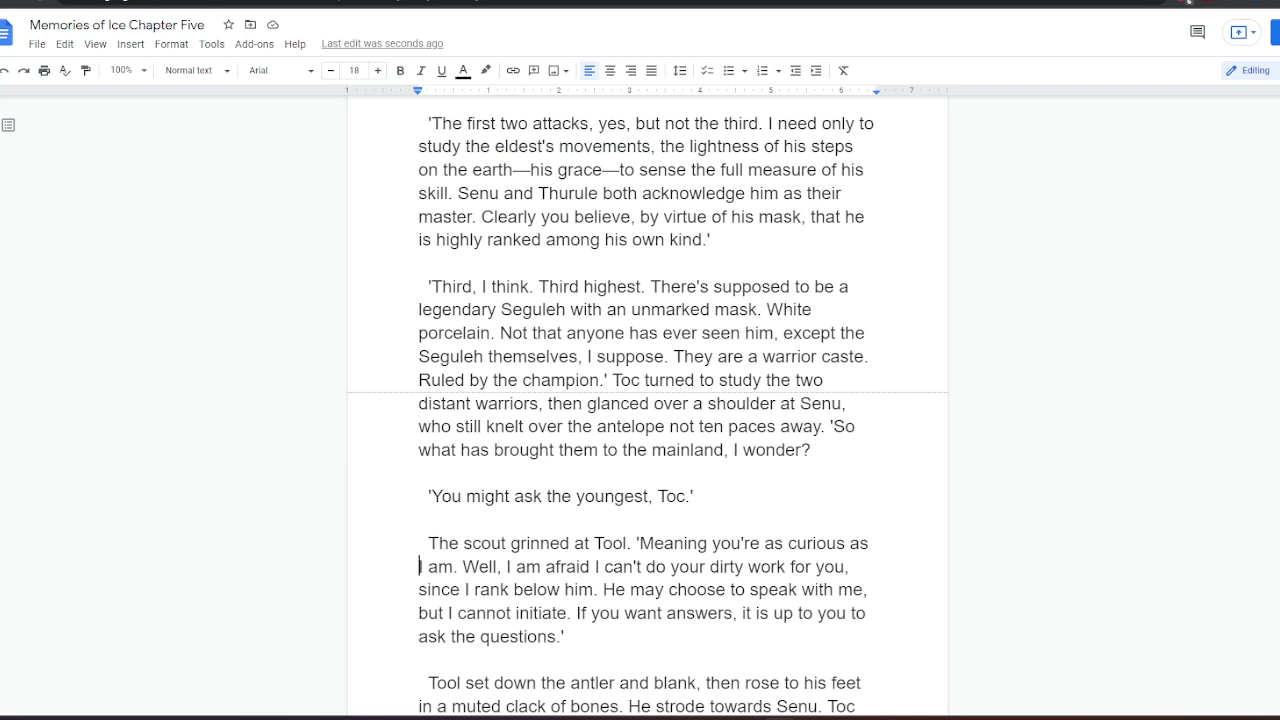 Memories of Ice Chapter Five
File Edit View Insert Format Tools Add-ons Help Last edit was seconds ago
100% Normal text Arial 18 B I U A Editing
1 1 2 3 4 5 6 7
'The first two attacks, yes, but not the third. I need only to
study the eldest's movements, the lightness of his steps
on the earth—his grace—to sense the full measure of his
skill. Senu and Thurule both acknowledge him as their
master. Clearly you believe, by virtue of his mask, that he
is highly ranked among his own kind.'
'Third, I think. Third highest. There's supposed to be a
legendary Seguleh with an unmarked mask. White
porcelain. Not that anyone has ever seen him, except the
Seguleh themselves, I suppose. They are a warrior caste.
Ruled by the champion.' Toc turned to study the two
distant warriors, then glanced over a shoulder at Senu,
who still knelt over the antelope not ten paces away. 'So
what has brought them to the mainland, I wonder?
'You might ask the youngest, Toc.'
The scout grinned at Tool. 'Meaning you're as curious as
I am. Well, I am afraid I can't do your dirty work for you,
since I rank below him. He may choose to speak with me,
but I cannot initiate. If you want answers, it is up to you to
ask the questions.'
Tool set down the antler and blank, then rose to his feet
in a muted clack of bones. He strode towards Senu. Toc